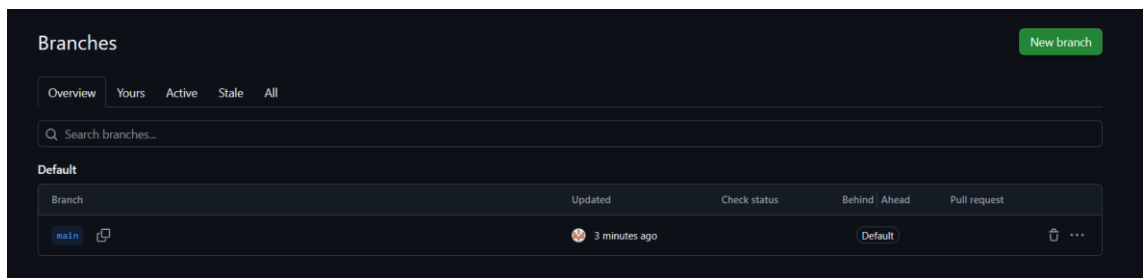 Branches
New branch
Overview Yours Active Stale All
Search branches...
Default
Branch Updated Check status Behind Ahead Pull request
main 3 minutes ago Default